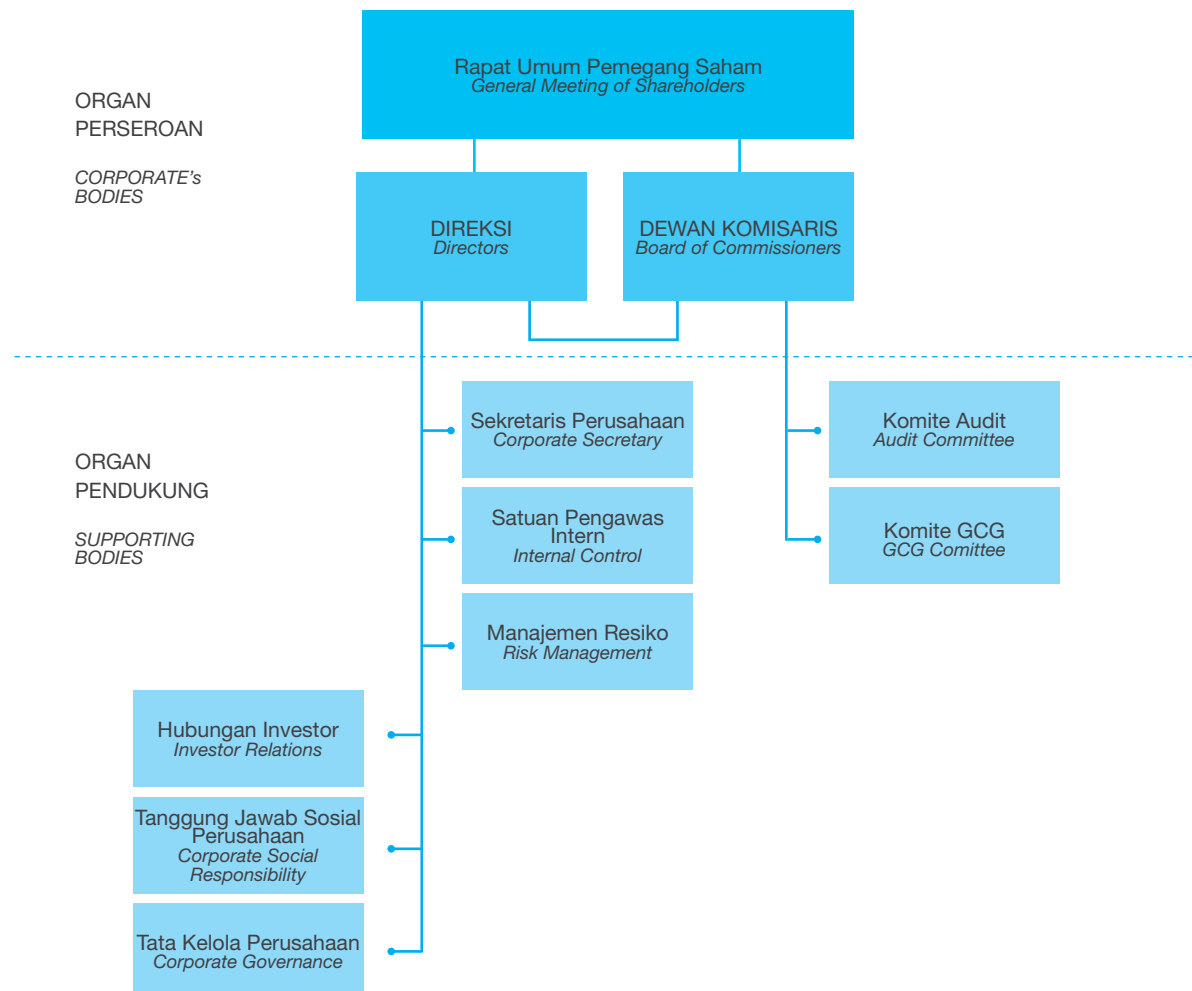 Rapat Umum Pemegang Saham
General Meeting of Shareholders
ORGAN
PERSEROAN
CORPORATE's
BODIES
DIREKSI
Directors
DEWAN KOMISARIS
Board of Commissioners
ORGAN
PENDUKUNG
SUPPORTING
BODIES
Sekretaris Perusahaan
Corporate Secretary
Komite Audit
Audit Committee
Satuan Pengawas
Intern
Internal Control
Komite GCG
GCG Comittee
Manajemen Resiko
Risk Management
Hubungan Investor
Investor Relations
Tanggung Jawab Sosial
Perusahaan
Corporate Social
Responsibility
Tata Kelola Perusahaan
Corporate Governance